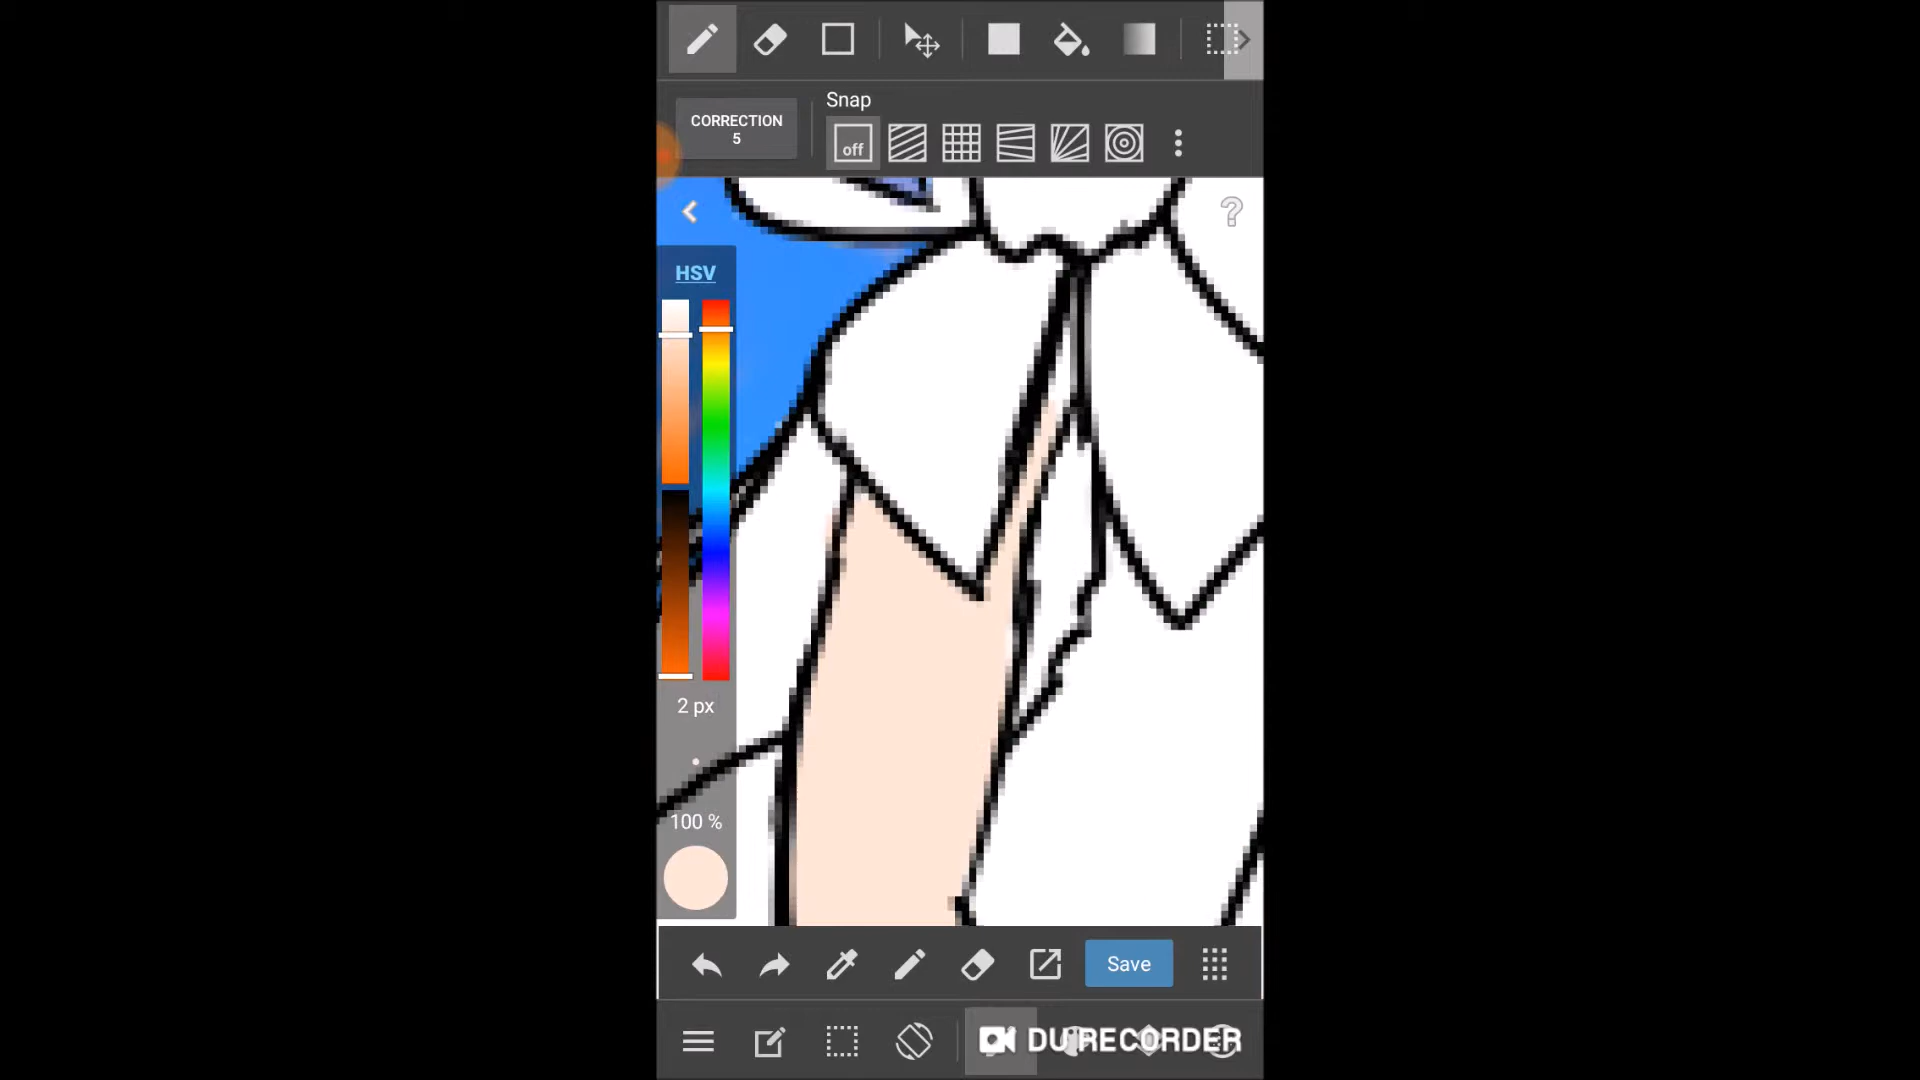 CORRECTION
5
Snap
off
?
HSV
2 px
100 %
Save
DU RECORDER